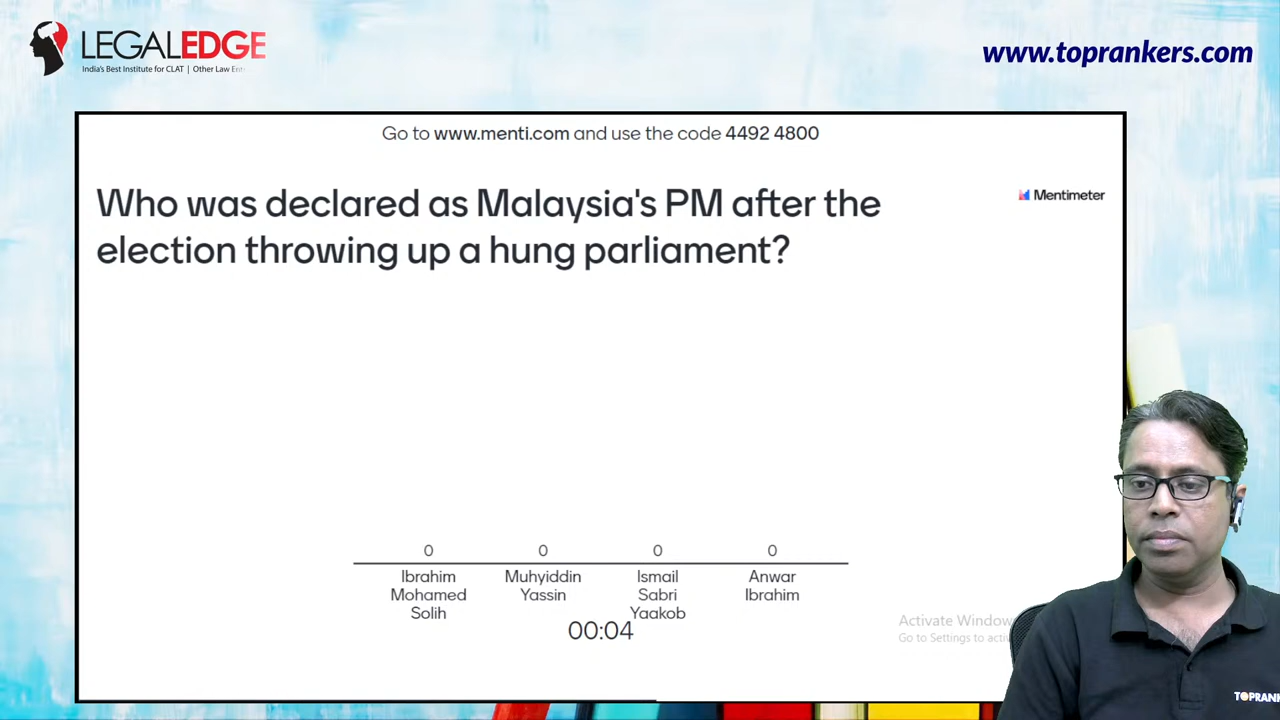 LEGALEDGE
India's Best Institute for CLAT | Other Law
www.toprankers.com
Go to www.menti.com and use the code 4492 4800
Who was declared as Malaysia's PM after the
election throwing up a hung parliament?
Mentimeter
0 0 0 0
Ibrahim Mohamed Solih
Muhyiddin Yassin
Ismail Sabri Yaakob
Anwar Ibrahim
00:04
Activate Window
Go to Settings to
TOPRANK